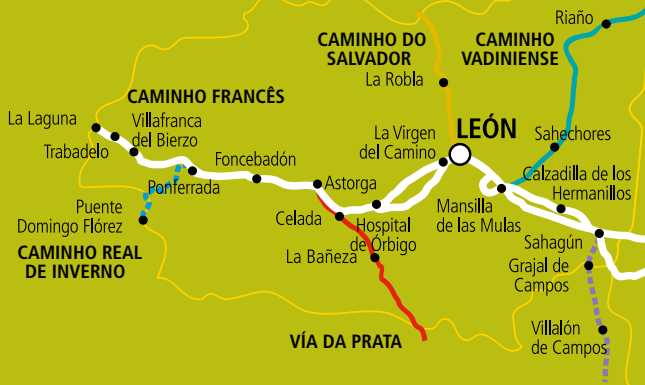 Riaño
CAMINHO DO
SALVADOR
CAMINHO
VADINIENSE
La Robla
CAMINHO FRANCÊS
La Laguna
Villafranca
del Bierzo
Trabadelo
La Virgen
del Camino
LEÓN
Sahechores
Foncebadón
Calzadilla de los
Hermanillos
Ponferrada
Astorga
Puente
Domingo Flórez
Celada
Hospital
de Órbigo
Mansilla
de las Mulas
CAMINHO REAL
DE INVERNO
Sahagún
La Bañeza
Grajal de
Campos
VÍA DA PRATA
Villalón
de Campos